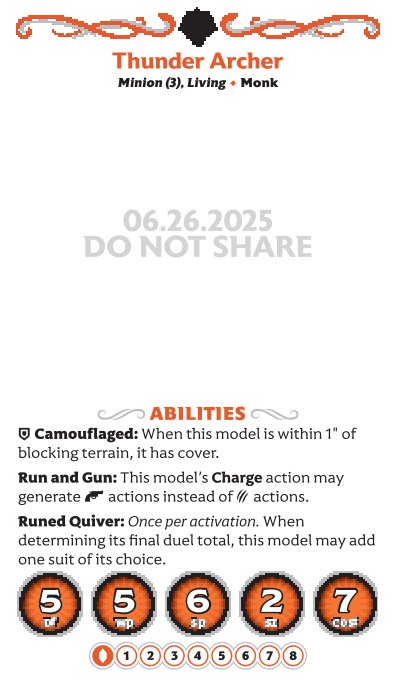 Thunder Archer
Minion (3), Living ♦ Monk
06.26.2025
DO NOT SHARE
ABILITIES
Camouflaged: When this model is within 1" of
blocking terrain, it has cover.
Run and Gun: This model's Charge action may
generate actions instead of actions.
Runed Quiver: Once per activation. When
determining its final duel total, this model may add
one suit of its choice.
5 5 6 2 7
Df Wp Sp Sz Cost
1 2 3 4 5 6 7 8